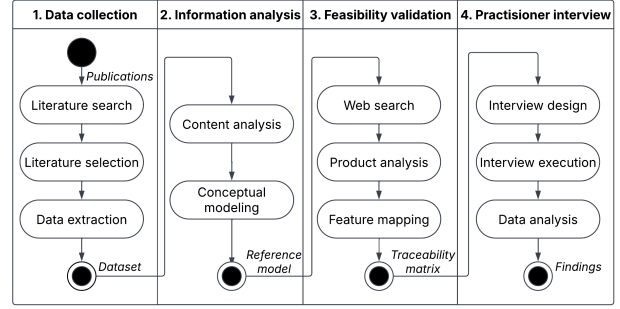 1. Data collection
2. Information analysis
3. Feasibility validation
4. Practisioner interview
Publications
Literature search
Literature selection
Data extraction
Dataset
Content analysis
Conceptual
modeling
Reference
model
Web search
Product analysis
Feature mapping
Traceability
matrix
Interview design
Interview execution
Data analysis
Findings